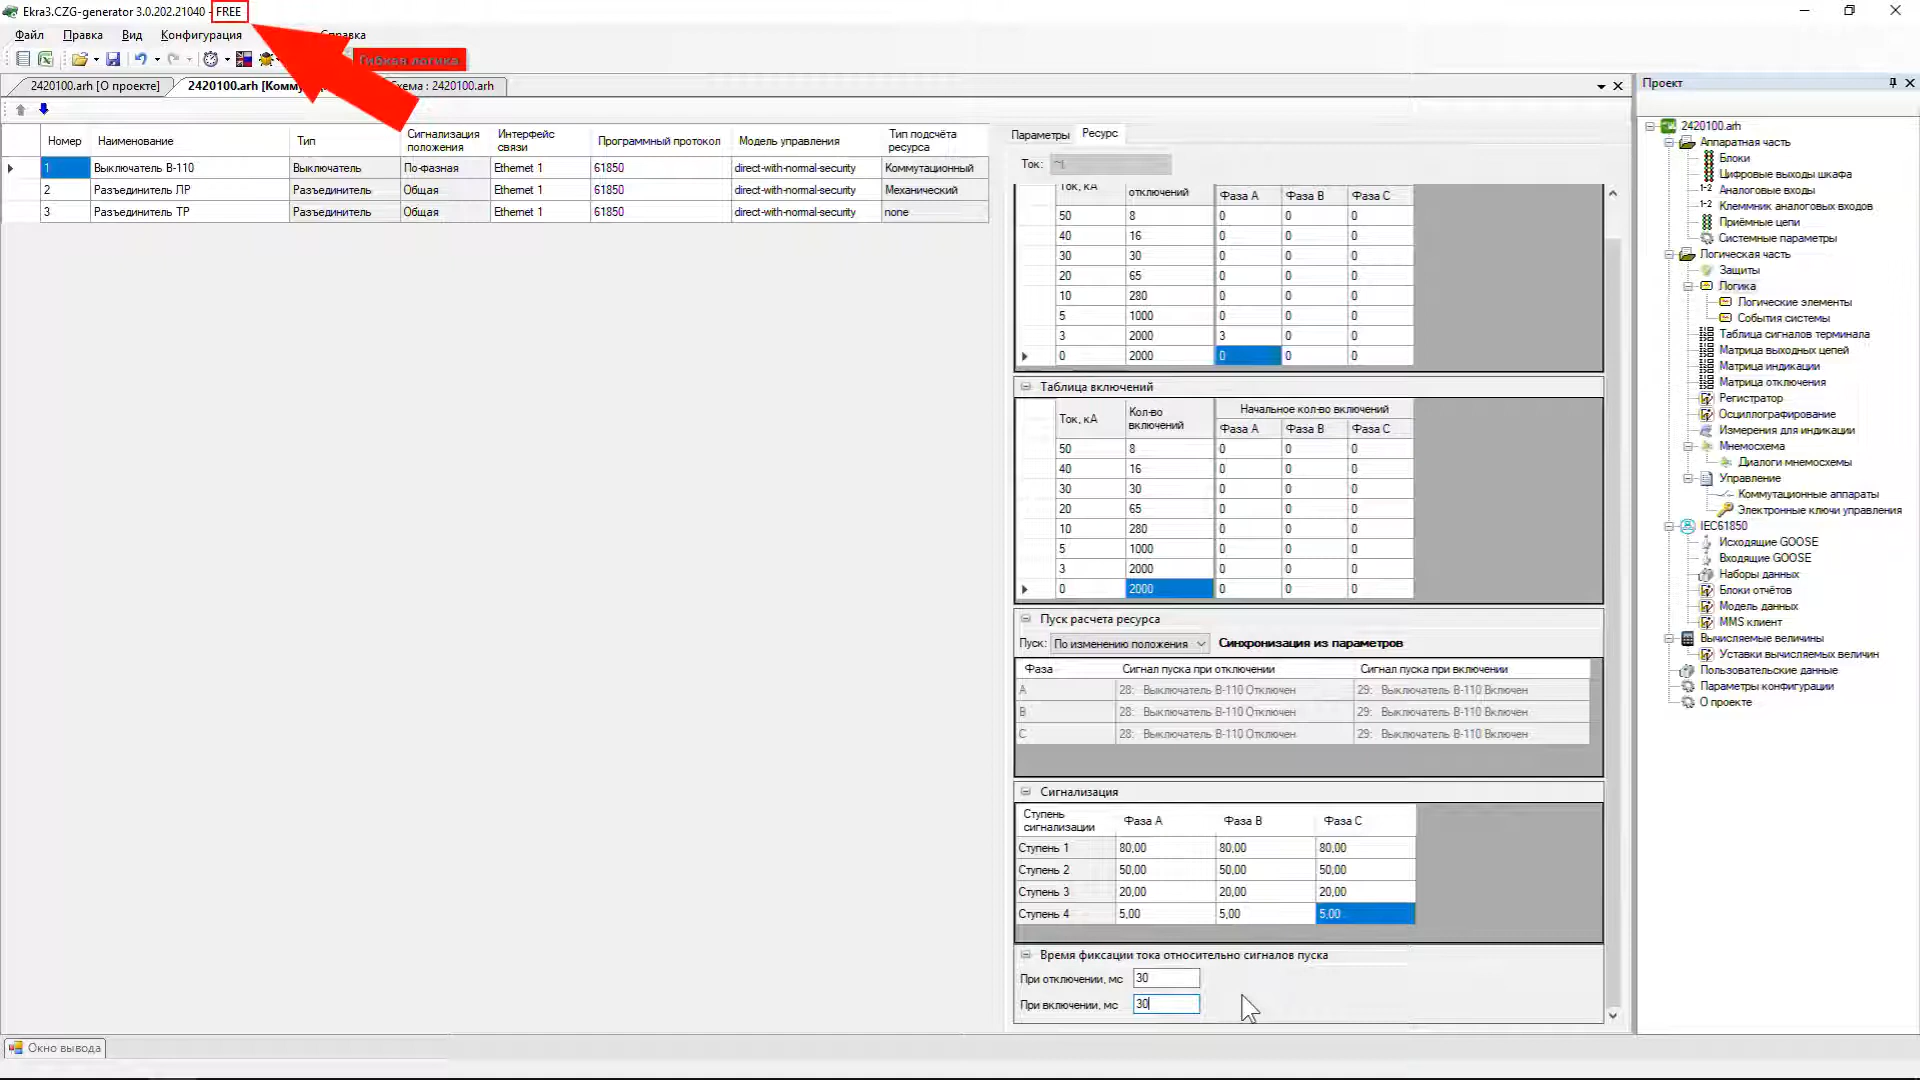 Ekra3.CZG-generator 3.0.202.21040 - FREE
Файл Правка Вид Конфигурация Справка
Гибкая логика
2420100.arh [О проекте] 2420100.arh [Комму хема : 2420100.arh
Номер Наименование Тип Сигнализация положения Интерфейс связи Программный протокол Модель управления Тип подсчёта ресурса
1 Выключатель В-110 Выключатель По-фазная Ethernet 1 61850 direct-with-normal-security Коммутационный
2 Разъединитель ЛР Разъединитель Общая Ethernet 1 61850 direct-with-normal-security Механический
3 Разъединитель ТР Разъединитель Общая Ethernet 1 61850 direct-with-normal-security none
Параметры Ресурс
Ток:
Ток, кА отключений Фаза A Фаза B Фаза C
50 8 0 0 0
40 16 0 0 0
30 30 0 0 0
20 65 0 0 0
10 280 0 0 0
5 1000 0 0 0
3 2000 3 0 0
0 2000 0 0 0
Таблица включений
Ток, кА Кол-во включений Начальное кол-во включений
Фаза A Фаза B Фаза C
50 8 0 0 0
40 16 0 0 0
30 30 0 0 0
20 65 0 0 0
10 280 0 0 0
5 1000 0 0 0
3 2000 0 0 0
0 2000 0 0 0
Пуск расчета ресурса
Пуск: По изменению положения Синхронизация из параметров
Фаза Сигнал пуска при отключении Сигнал пуска при включении
A 28: Выключатель В-110 Отключен 29: Выключатель В-110 Включен
B 28: Выключатель В-110 Отключен 29: Выключатель В-110 Включен
C 28: Выключатель В-110 Отключен 29: Выключатель В-110 Включен
Сигнализация
Ступень сигнализации Фаза A Фаза B Фаза C
Ступень 1 80,00 80,00 80,00
Ступень 2 50,00 50,00 50,00
Ступень 3 20,00 20,00 20,00
Ступень 4 5,00 5,00 5,00
Время фиксации тока относительно сигналов пуска
При отключении, мс 30
При включении, мс 30
Проект
2420100.arh
Аппаратная часть
Блоки
Цифровые выходы шкафа
1-2 Аналоговые входы
1-2 Клеммник аналоговых входов
Приёмные цепи
Системные параметры
Логическая часть
Защиты
Логика
Логические элементы
События системы
Таблица сигналов терминала
Матрица выходных цепей
Матрица индикации
Матрица отключения
Регистратор
Осциллографирование
Измерения для индикации
Мнемосхема
Диалоги мнемосхемы
Управление
Коммутационные аппараты
Электронные ключи управления
IEC61850
Исходящие GOOSE
Входящие GOOSE
Наборы данных
Блоки отчётов
Модель данных
MMS клиент
Вычисляемые величины
Уставки вычисляемых величин
Пользовательские данные
Параметры конфигурации
О проекте
Окно вывода